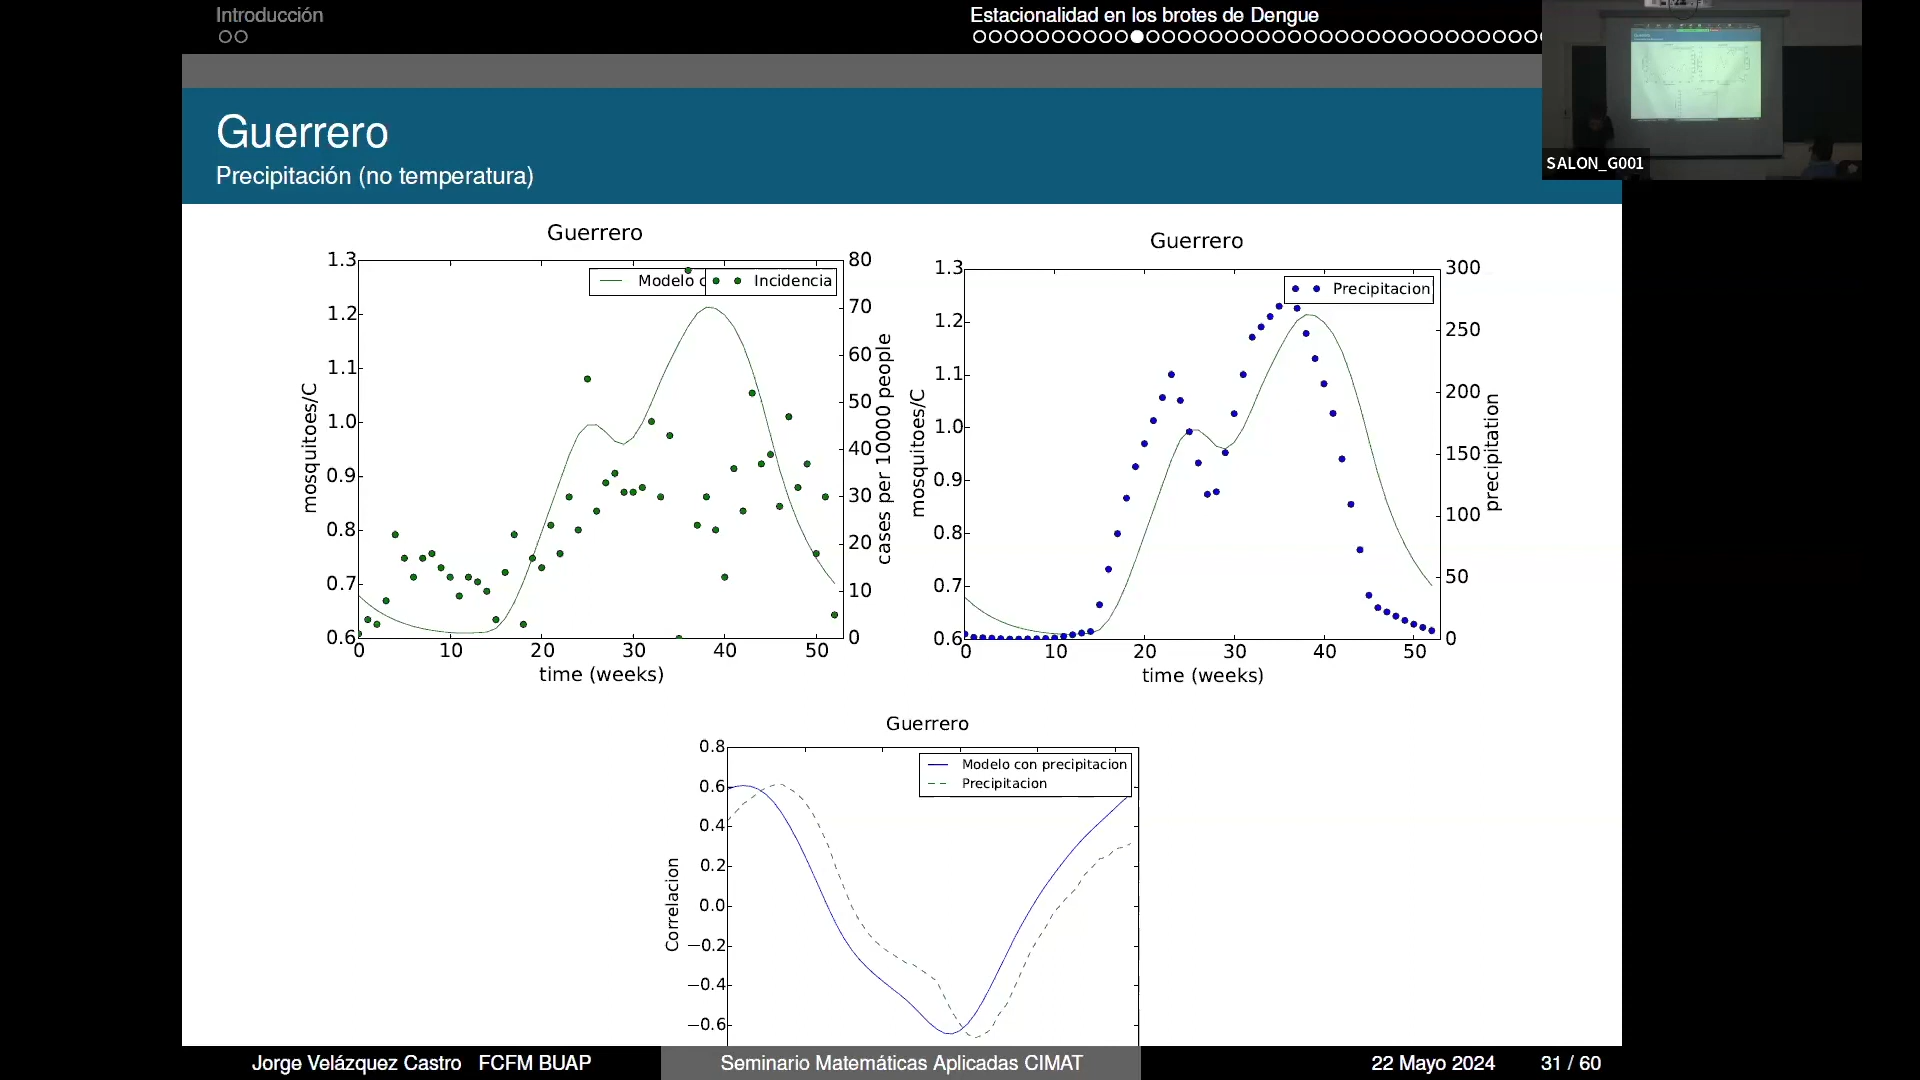 Introducción
Estacionalidad en los brotes de Dengue
SALON_G001
Guerrero
Precipitación (no temperatura)
Guerrero
Modelo c
Incidencia
1.3
1.2
1.1
1.0
0.9
0.8
0.7
0.6
mosquitoes/C
80
70
60
50
40
30
20
10
0
cases per 10000 people
0 10 20 30 40 50
time (weeks)
Guerrero
Precipitacion
1.3
1.2
1.1
1.0
0.9
0.8
0.7
0.6
mosquitoes/C
300
250
200
150
100
50
0
precipitation
0 10 20 30 40 50
time (weeks)
Guerrero
Modelo con precipitacion
Precipitacion
0.8
0.6
0.4
0.2
0.0
−0.2
−0.4
−0.6
Correlacion
Jorge Velázquez Castro FCFM BUAP
Seminario Matemáticas Aplicadas CIMAT
22 Mayo 2024
31 / 60